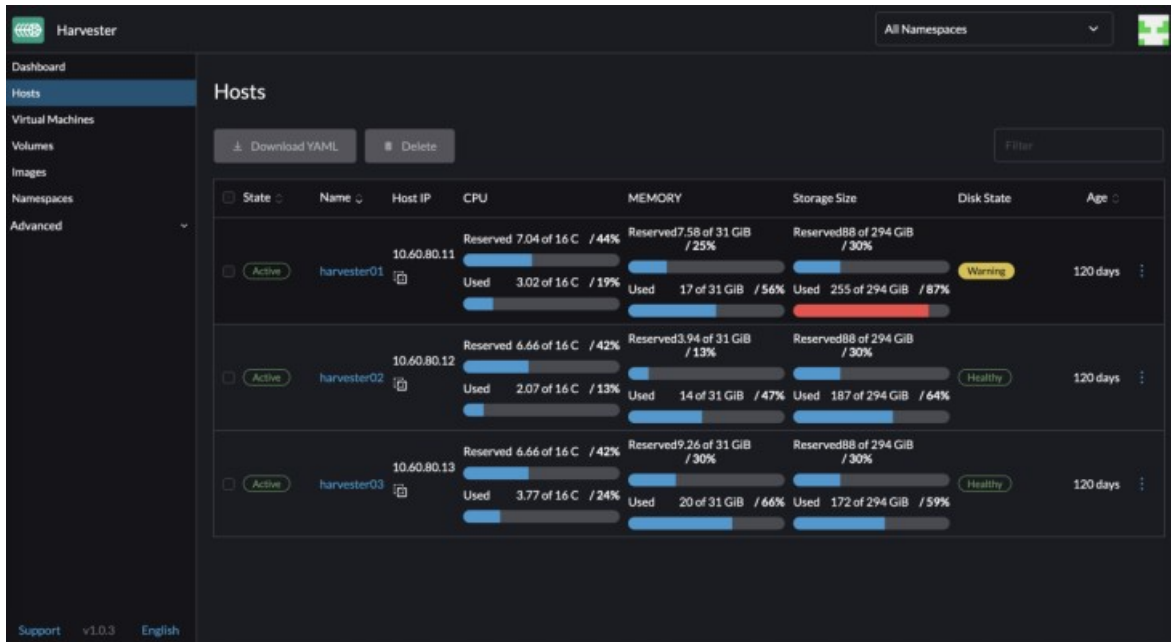 Harvester
All Namespaces
Dashboard
Hosts
Virtual Machines
Volumes
Images
Namespaces
Advanced
Hosts
Download YAML Delete
Filter
State Name Host IP CPU MEMORY Storage Size Disk State Age
Active harvester01 10.60.80.11
Reserved 7.04 of 16 C / 44%
Used 3.02 of 16 C / 19%
Reserved7.58 of 31 GiB
/ 25%
Used 17 of 31 GiB / 56%
Reserved88 of 294 GiB
/ 30%
Used 255 of 294 GiB / 87%
Warning 120 days
Active harvester02 10.60.80.12
Reserved 6.66 of 16 C / 42%
Used 2.07 of 16 C / 13%
Reserved3.94 of 31 GiB
/ 13%
Used 14 of 31 GiB / 47%
Reserved88 of 294 GiB
/ 30%
Used 187 of 294 GiB / 64%
Healthy 120 days
Active harvester03 10.60.80.13
Reserved 6.66 of 16 C / 42%
Used 3.77 of 16 C / 24%
Reserved9.26 of 31 GiB
/ 30%
Used 20 of 31 GiB / 66%
Reserved88 of 294 GiB
/ 30%
Used 172 of 294 GiB / 59%
Healthy 120 days
Support v1.0.3 English